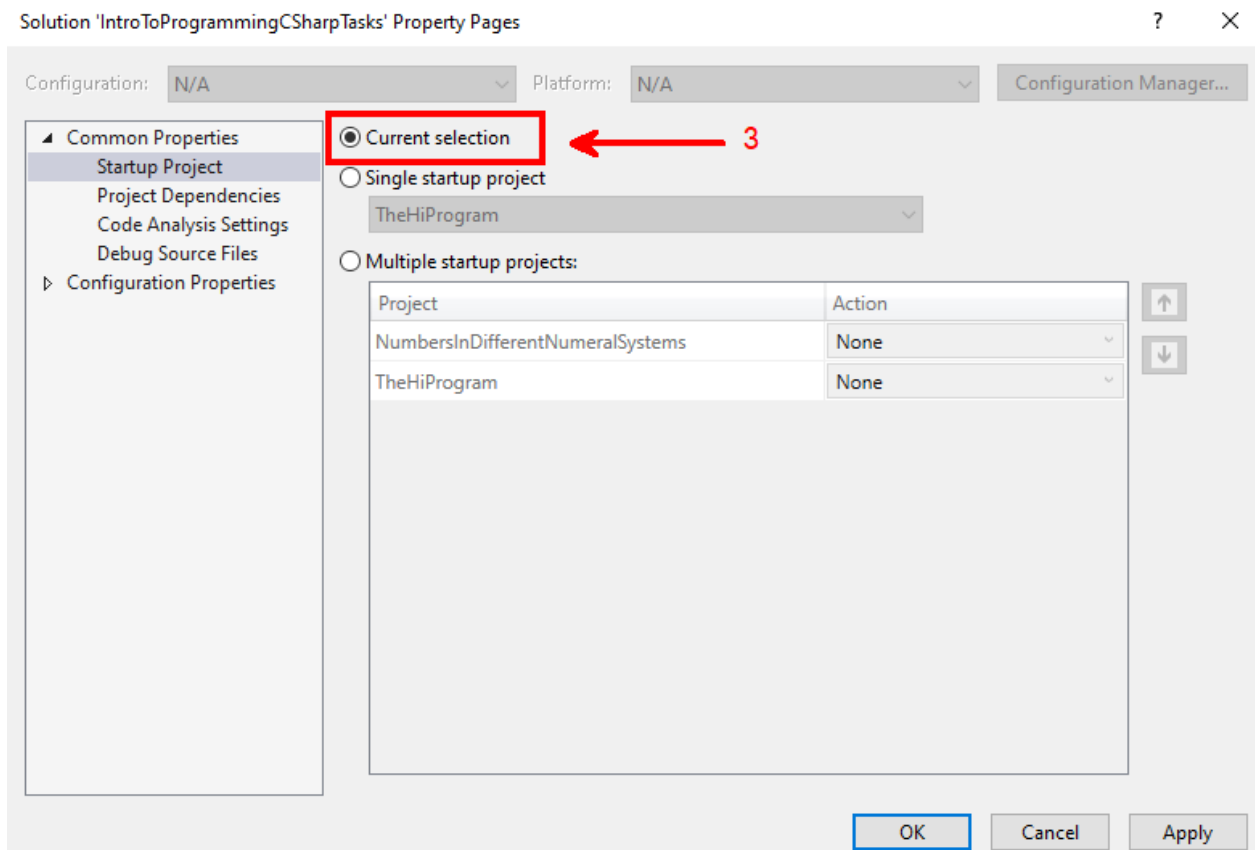 Solution 'IntroToProgrammingCSharpTasks' Property Pages ?
Configuration: N/A Platform: N/A Configuration Manager...
Common Properties
Startup Project
Project Dependencies
Code Analysis Settings
Debug Source Files
Configuration Properties
Current selection 3
Single startup project
TheHiProgram
Multiple startup projects:
Project Action
NumbersInDifferentNumeralSystems None
TheHiProgram None
OK Cancel Apply